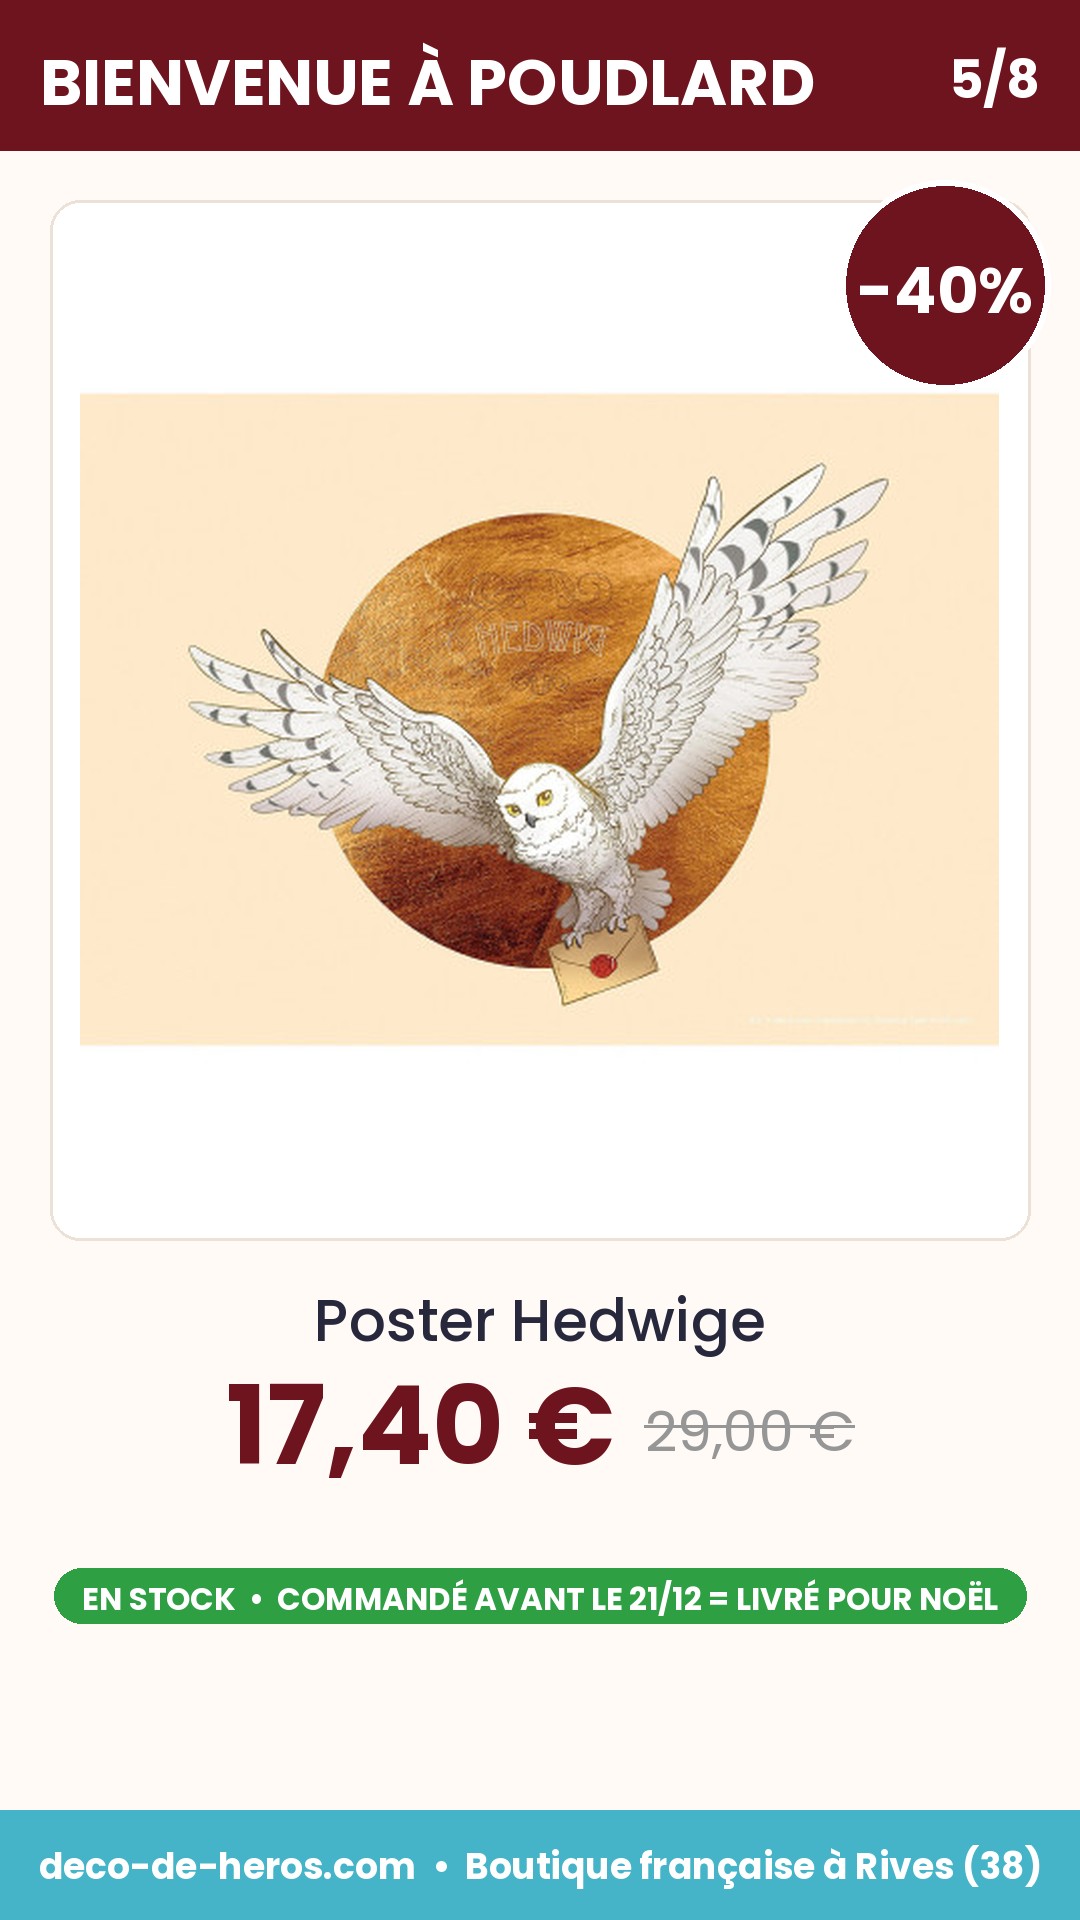 BIENVENUE À POUDLARD
5/8
-40%
HEDWIG
Poster Hedwige
17,40 € 29,00 €
EN STOCK • COMMANDÉ AVANT LE 21/12 = LIVRÉ POUR NOËL
deco-de-heros.com • Boutique française à Rives (38)